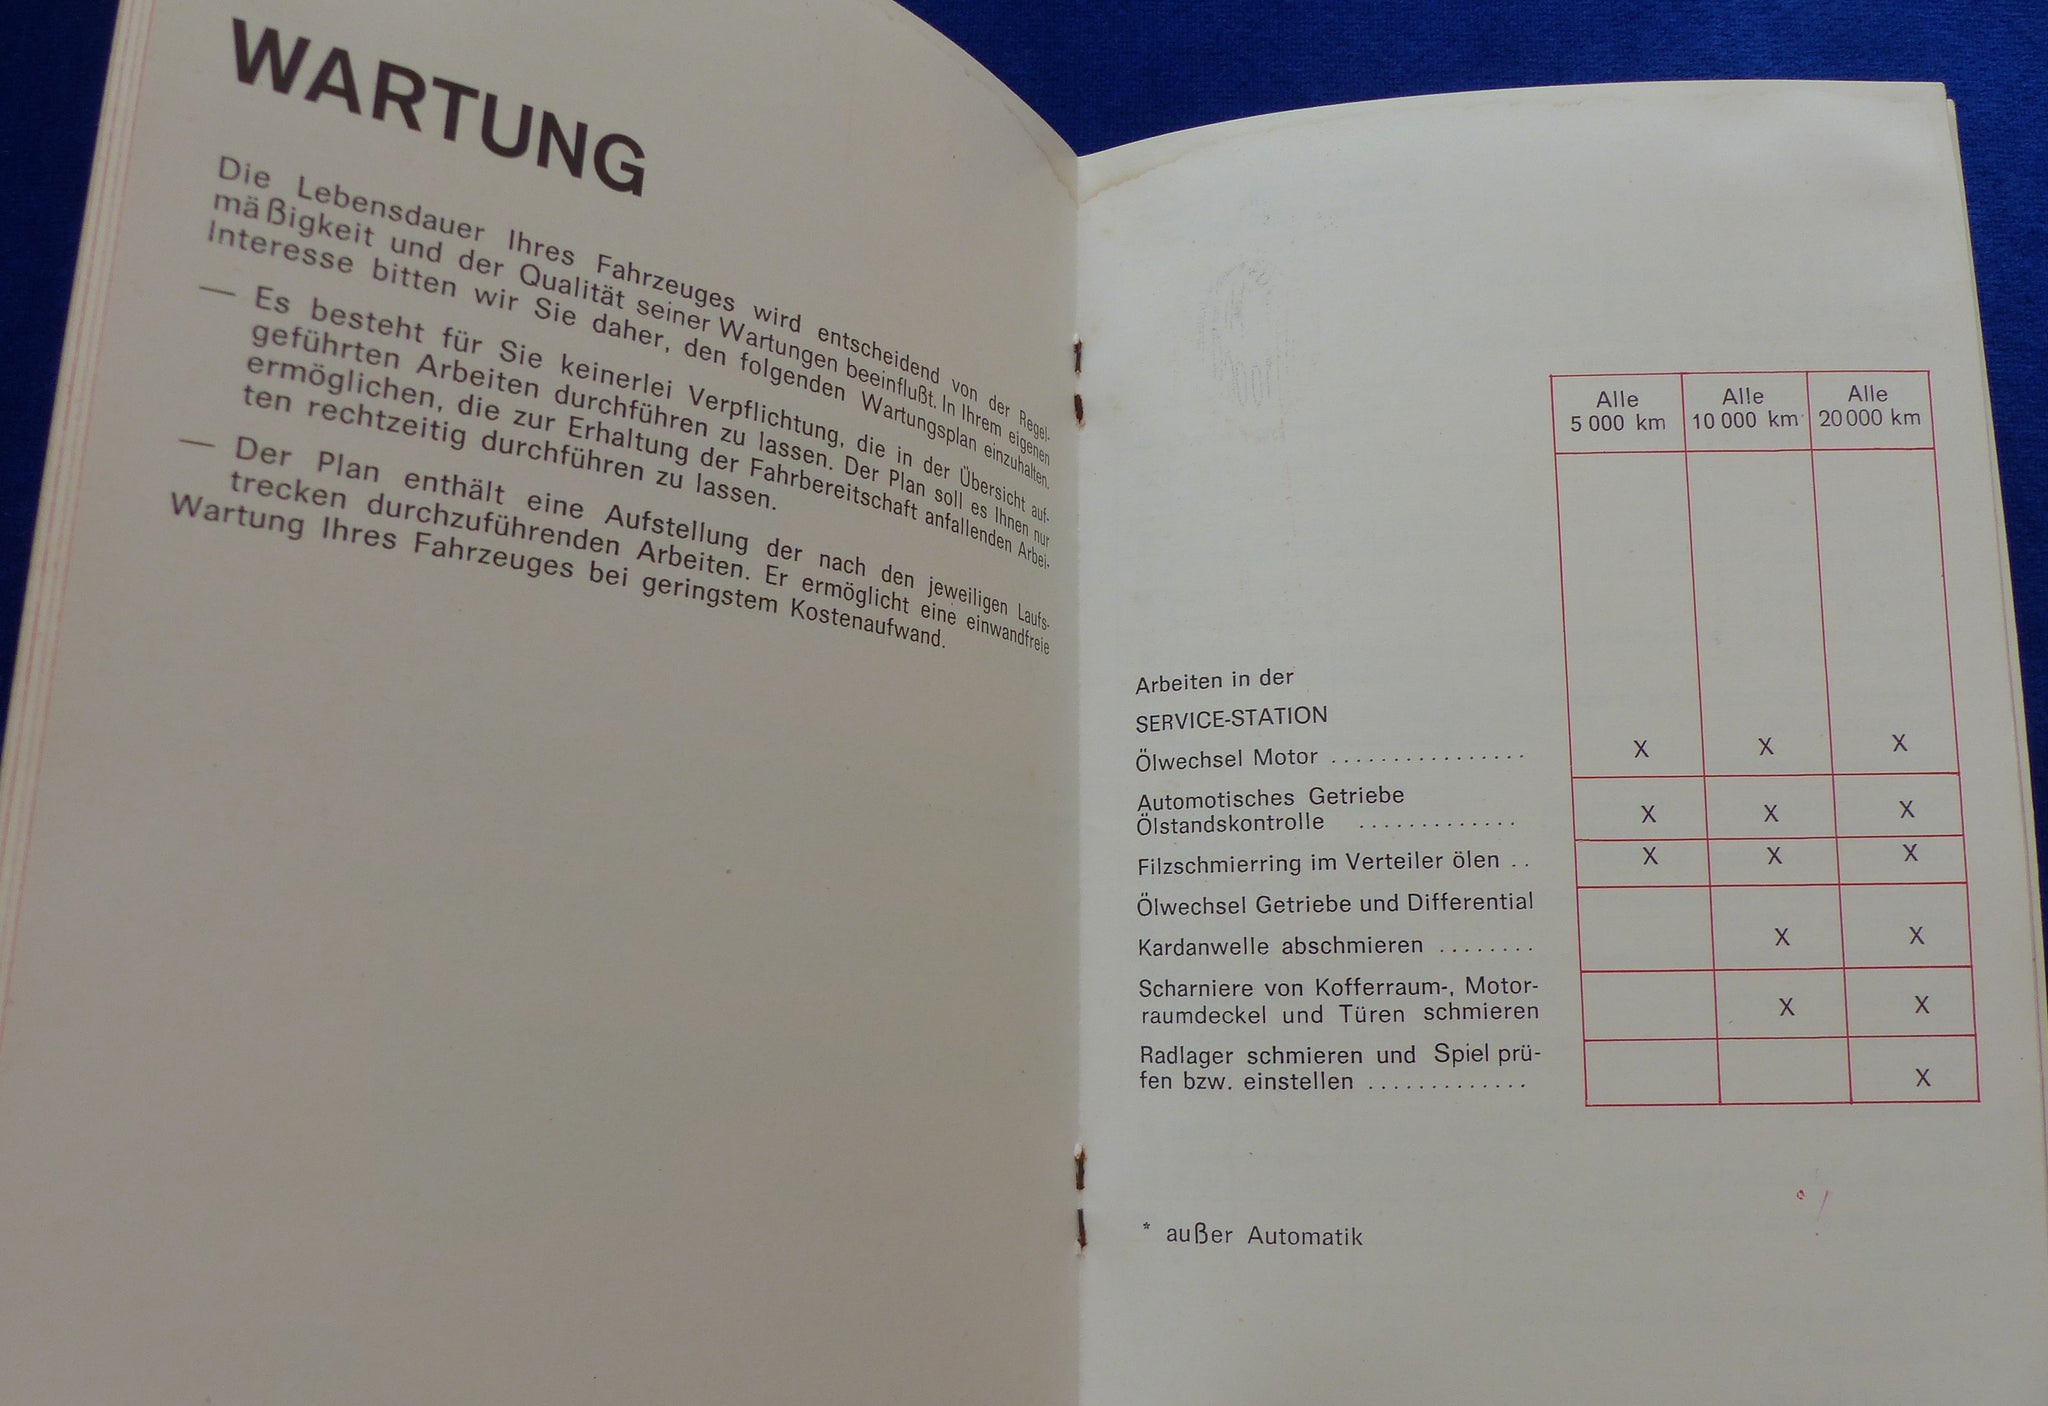 WARTUNG
Die Lebensdauer Ihres Fahrzeuges wird entscheidend von der Regel-
mäßigkeit und der Qualität seiner Wartungen beeinflußt. In Ihrem eigenen
Interesse bitten wir Sie daher, den folgenden Wartungsplan einzuhalten.
— Es besteht für Sie keinerlei Verpflichtung, die in der Übersicht auf-
geführten Arbeiten durchführen zu lassen. Der Plan soll es Ihnen nur
ermöglichen, die zur Erhaltung der Fahrbereitschaft anfallenden Arbei-
ten rechtzeitig durchführen zu lassen.
— Der Plan enthält eine Aufstellung der nach den jeweiligen Laufs-
trecken durchzuführenden Arbeiten. Er ermöglicht eine einwandfreie
Wartung Ihres Fahrzeuges bei geringstem Kostenaufwand.
Alle Alle Alle
5 000 km 10 000 km 20 000 km
Arbeiten in der
SERVICE-STATION
Ölwechsel Motor ................ X X X
Automotisches Getriebe
Ölstandskontrolle ............. X X X
Filzschmierring im Verteiler ölen .. X X X
Ölwechsel Getriebe und Differential
Kardanwelle abschmieren ........ X X
Scharniere von Kofferraum-, Motor-
raumdeckel und Türen schmieren X X
Radlager schmieren und Spiel prü-
fen bzw. einstellen ............. X
* außer Automatik